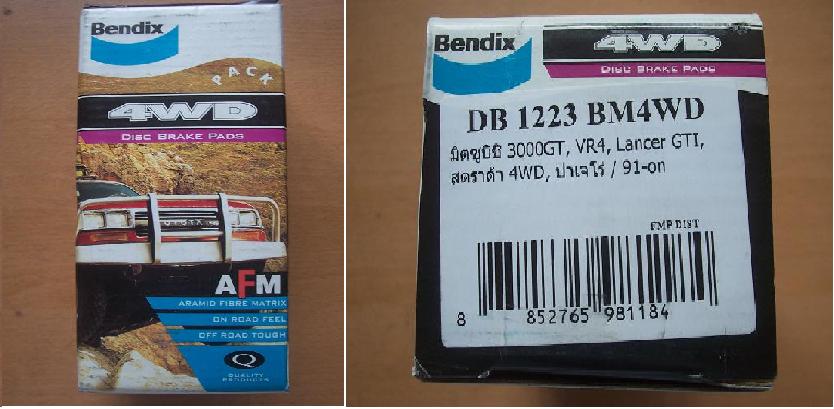 Bendix
PACK
4WD
DISC BRAKE PADS
AFM
ARAMID FIBRE MATRIX
ON ROAD FEEL
OFF ROAD TOUGH
Q
QUALITY
PRODUCTS
Bendix
4WD
DISC BRAKE PADS
DB 1223 BM4WD
มิตซูบิชิ 3000GT, VR4, Lancer GTI,
สตราด้า 4WD, ปาเจโร่ / 91-on
FMP DIST
8 852765 981184